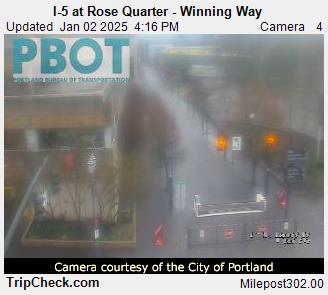 I-5 at Rose Quarter - Winning Way
Updated Jan 02 2025 4:16 PM Camera 4
PBOT
PORTLAND BUREAU OF TRANSPORTATION
Camera courtesy of the City of Portland
TripCheck.com Milepost302.00